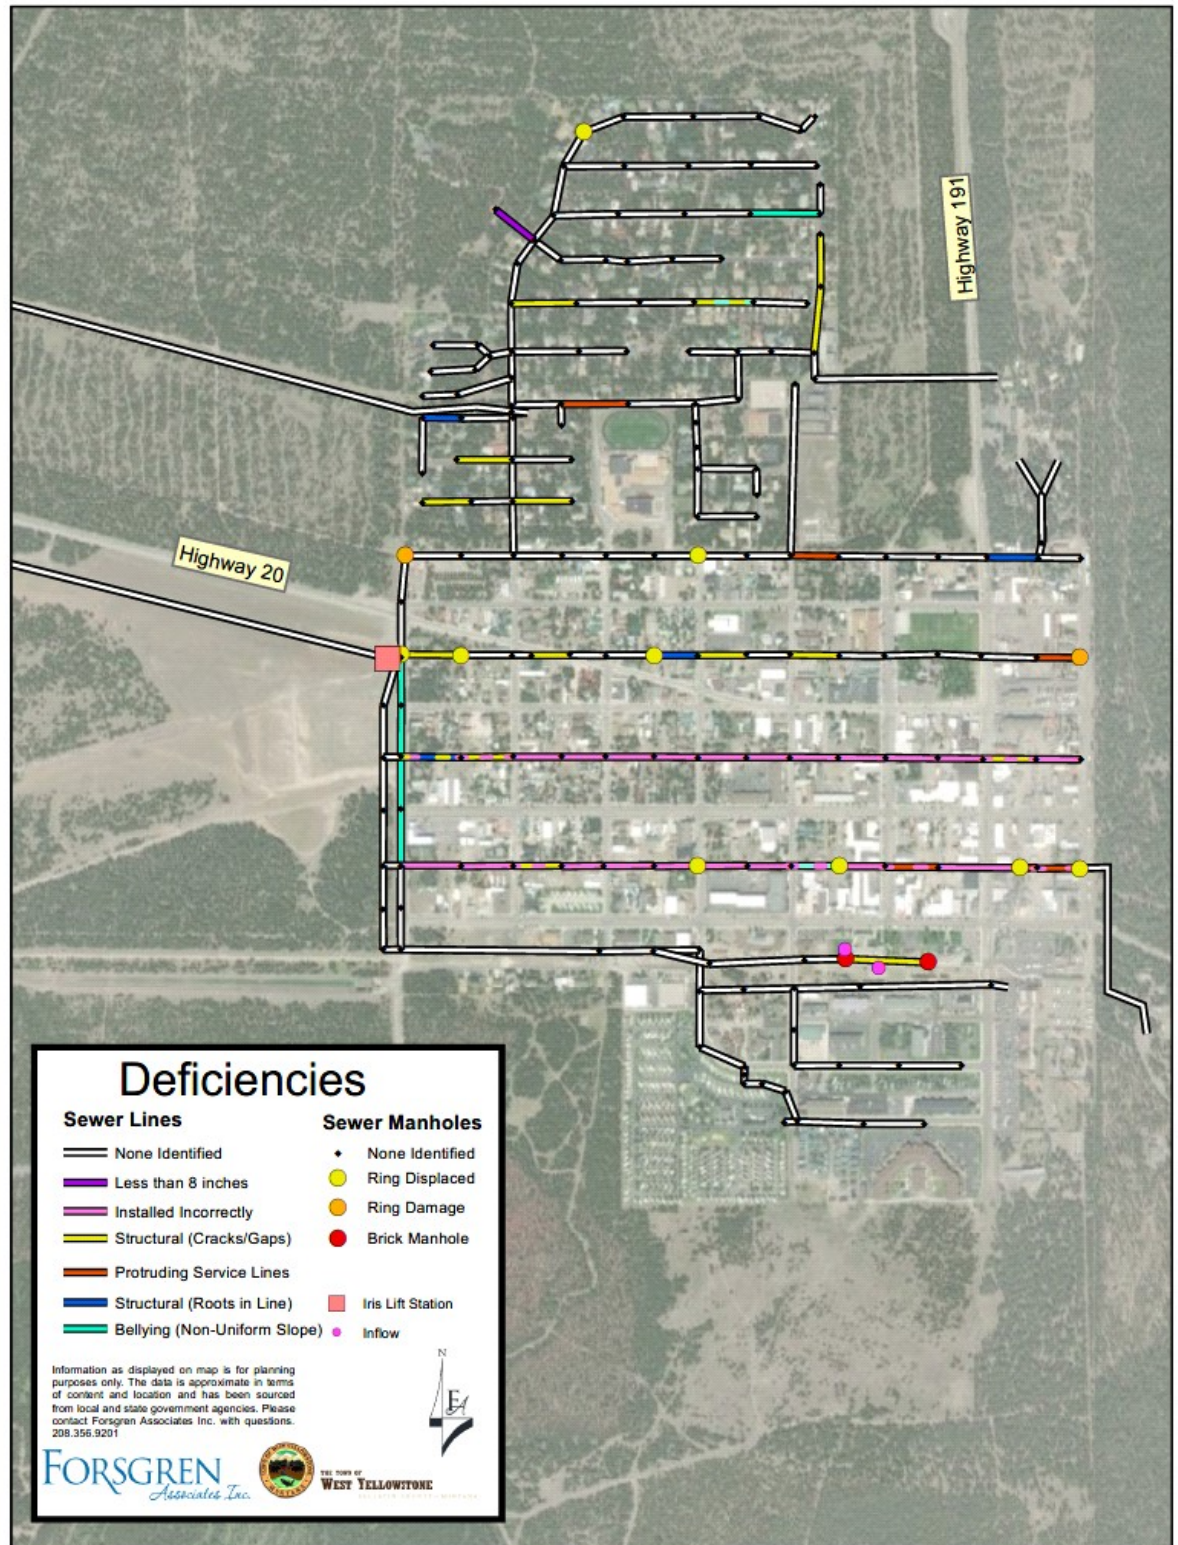 Highway 191
Highway 20
Deficiencies
Sewer Lines
None Identified
Less than 8 inches
Installed Incorrectly
Structural (Cracks/Gaps)
Protruding Service Lines
Structural (Roots in Line)
Bellying (Non-Uniform Slope)
Sewer Manholes
None Identified
Ring Displaced
Ring Damage
Brick Manhole
Iris Lift Station
Inflow
Information as displayed on map is for planning
purposes only. The data is approximate in terms
of content and location and has been sourced
from local and state government agencies. Please
contact Forsgren Associates Inc. with questions.
208.356.9201
N
FA
FORSGREN
Associates Inc.
THE TOWN OF
WEST YELLOWSTONE